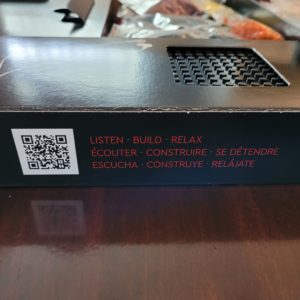 LISTEN · BUILD · RELAX
ÉCOUTER · CONSTRUIRE · SE DÉTENDRE
ESCUCHA · CONSTRUYE · RELÁJATE